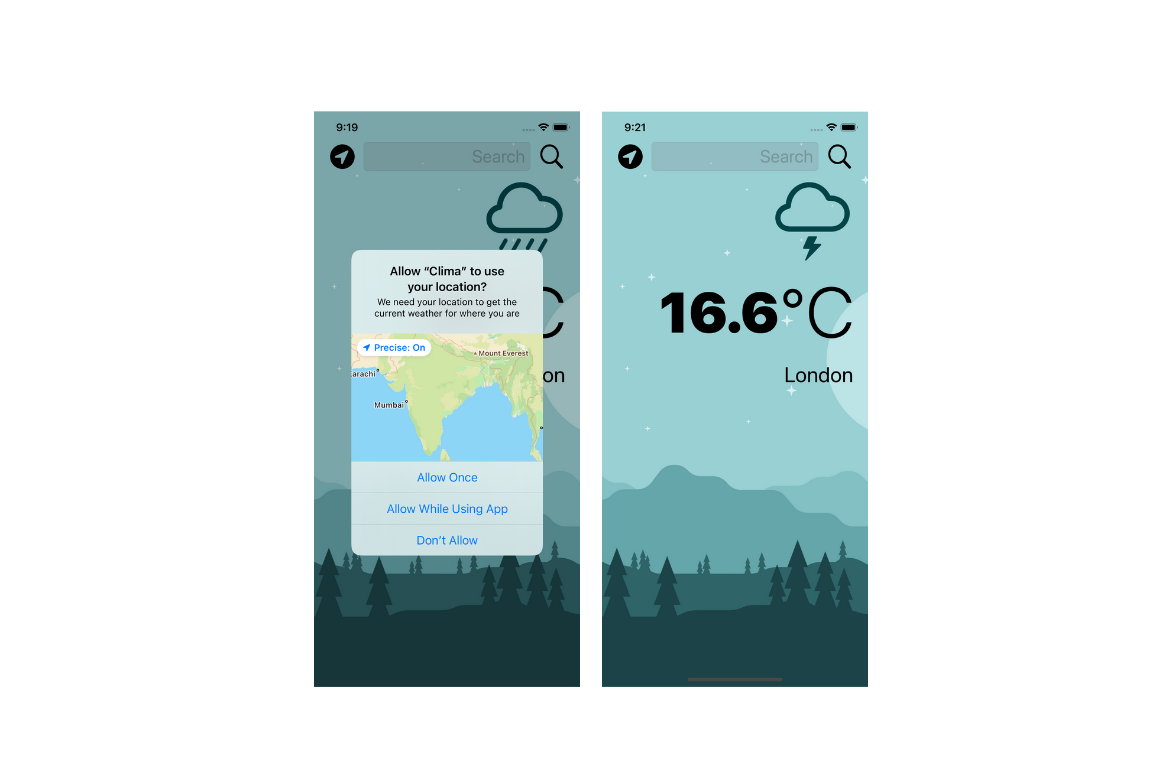 9:19
Search
C
on
Allow “Clima” to use
your location?
We need your location to get the
current weather for where you are
Precise: On
Mount Everest
arachi
Mumbai
Allow Once
Allow While Using App
Don’t Allow
9:21
Search
16.6°C
London